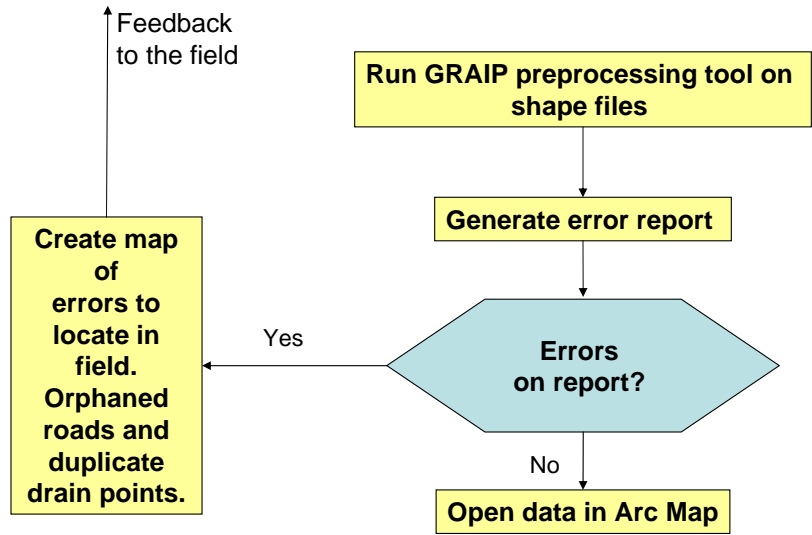 Feedback
to the field
Run GRAIP preprocessing tool on
shape files
Generate error report
Errors
on report?
Yes
Create map
of
errors to
locate in
field.
Orphaned
roads and
duplicate
drain points.
No
Open data in Arc Map